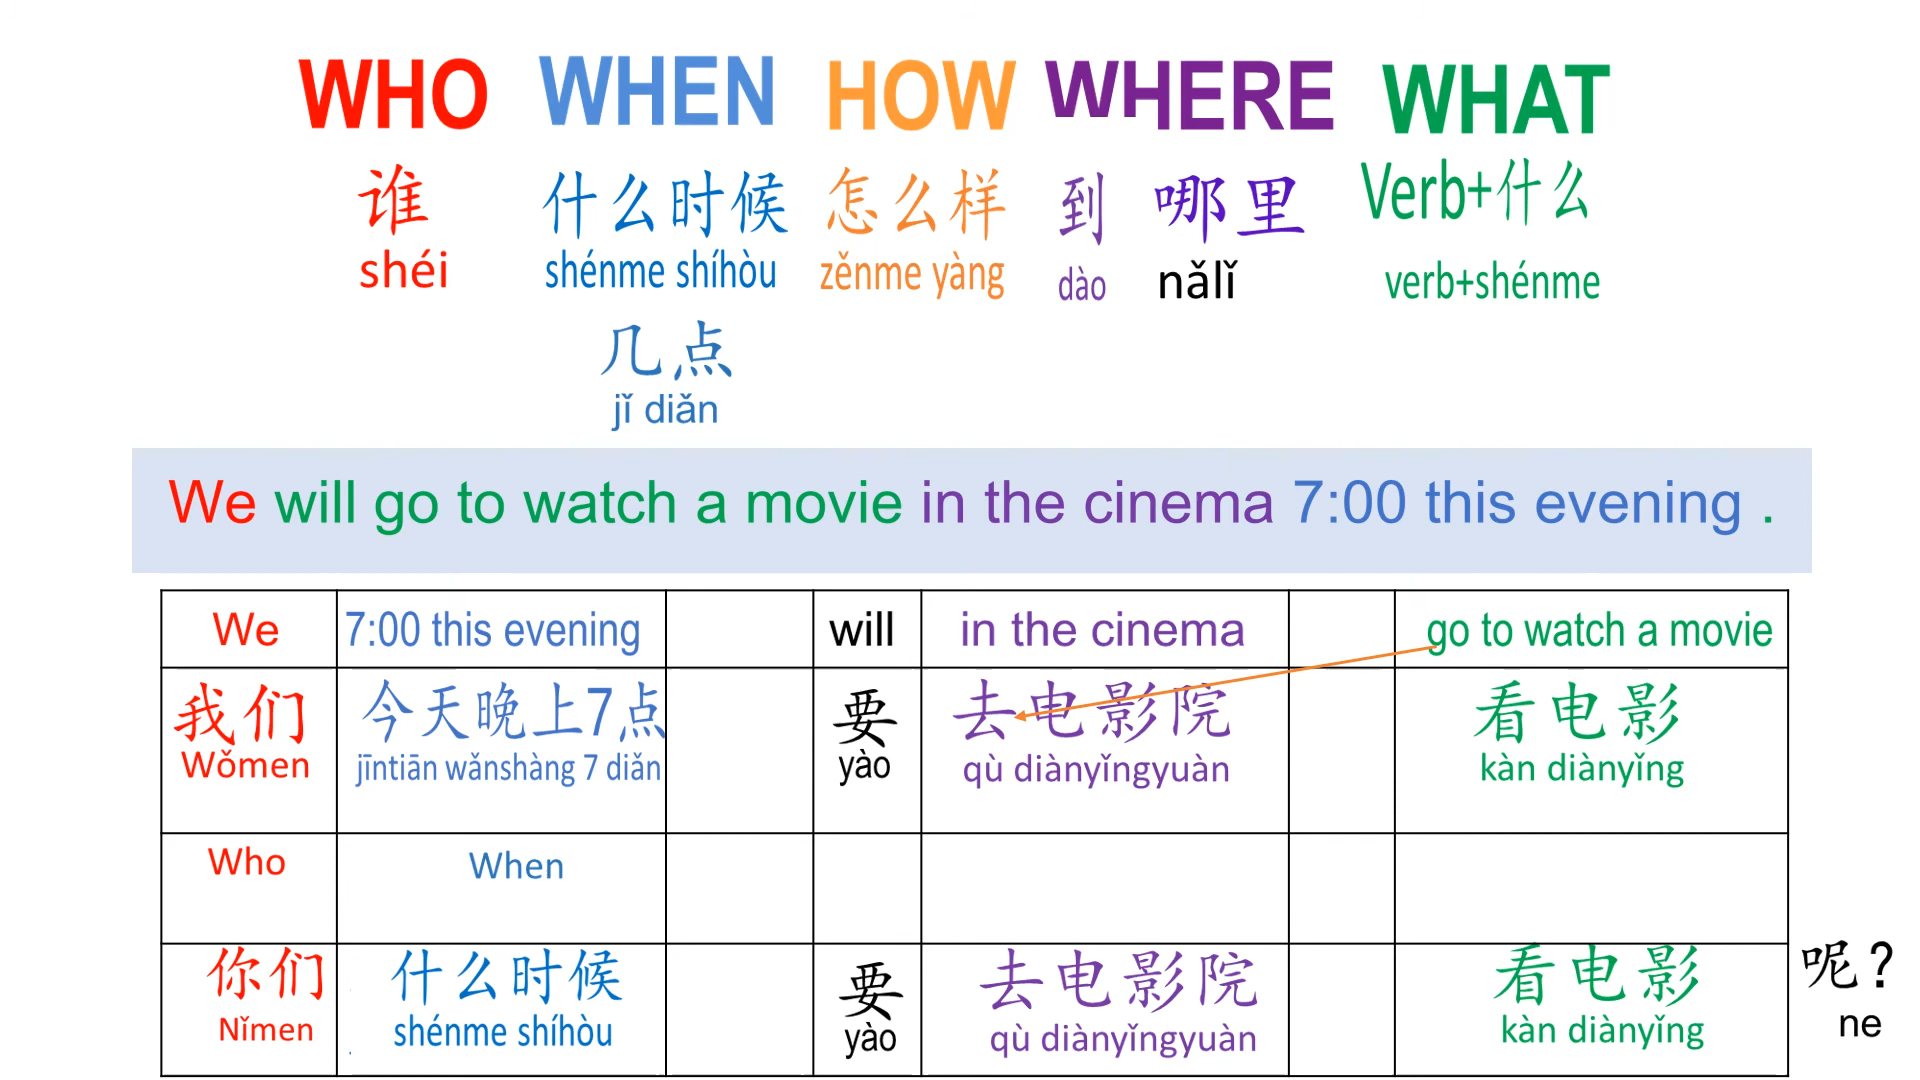 WHO WHEN HOW WHERE WHAT
谁 什么时候 怎么样 到 哪里 Verb+什么
shéi shénme shíhòu zěnme yàng dào nǎlǐ verb+shénme
几点
jǐ diǎn
We will go to watch a movie in the cinema 7:00 this evening .
We 7:00 this evening will in the cinema go to watch a movie
我们 今天晚上7点 要 去电影院 看电影
Wǒmen jīntiān wǎnshàng 7 diǎn yào qù diànyǐngyuàn kàn diànyǐng
Who When
你们 什么时候 要 去电影院 看电影 呢?
Nǐmen shénme shíhòu yào qù diànyǐngyuàn kàn diànyǐng ne